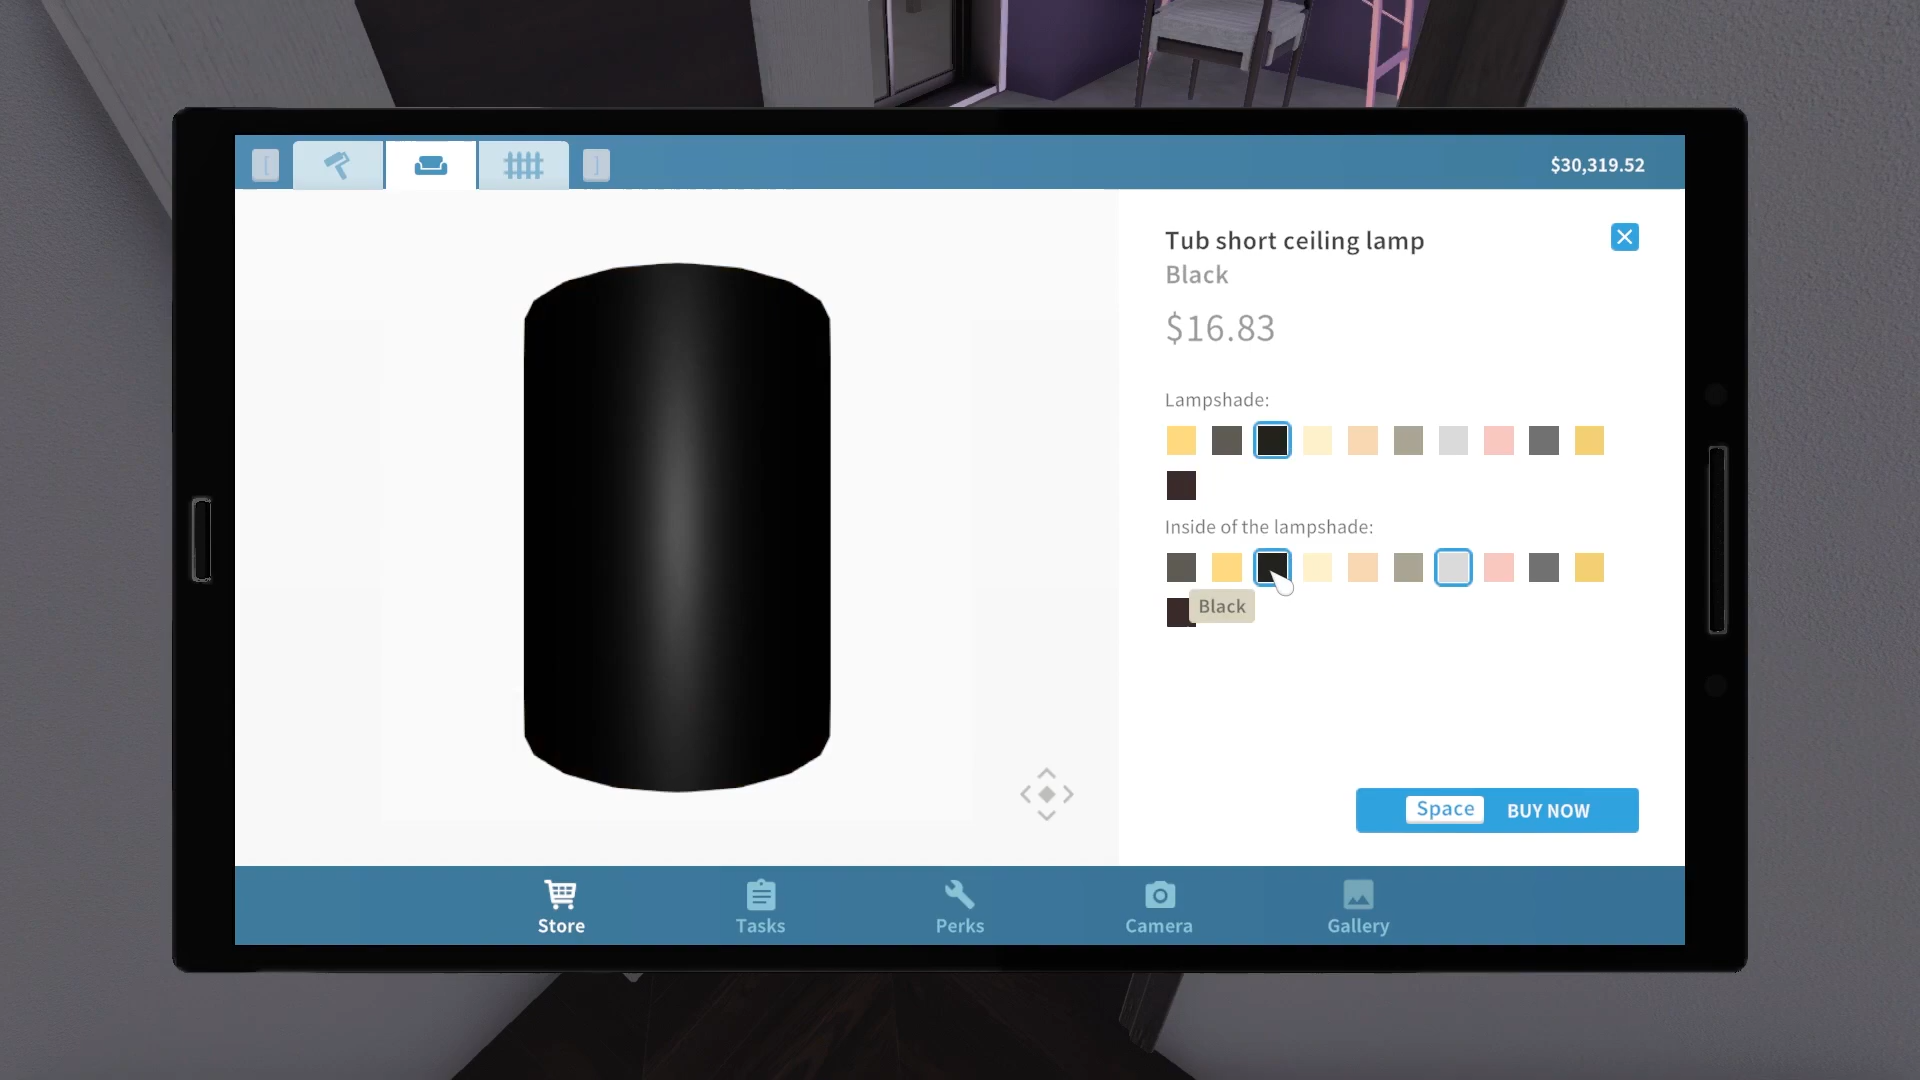 [
]
$30,319.52
Tub short ceiling lamp
Black
$16.83
Lampshade:
Inside of the lampshade:
Black
Space BUY NOW
Store
Tasks
Perks
Camera
Gallery